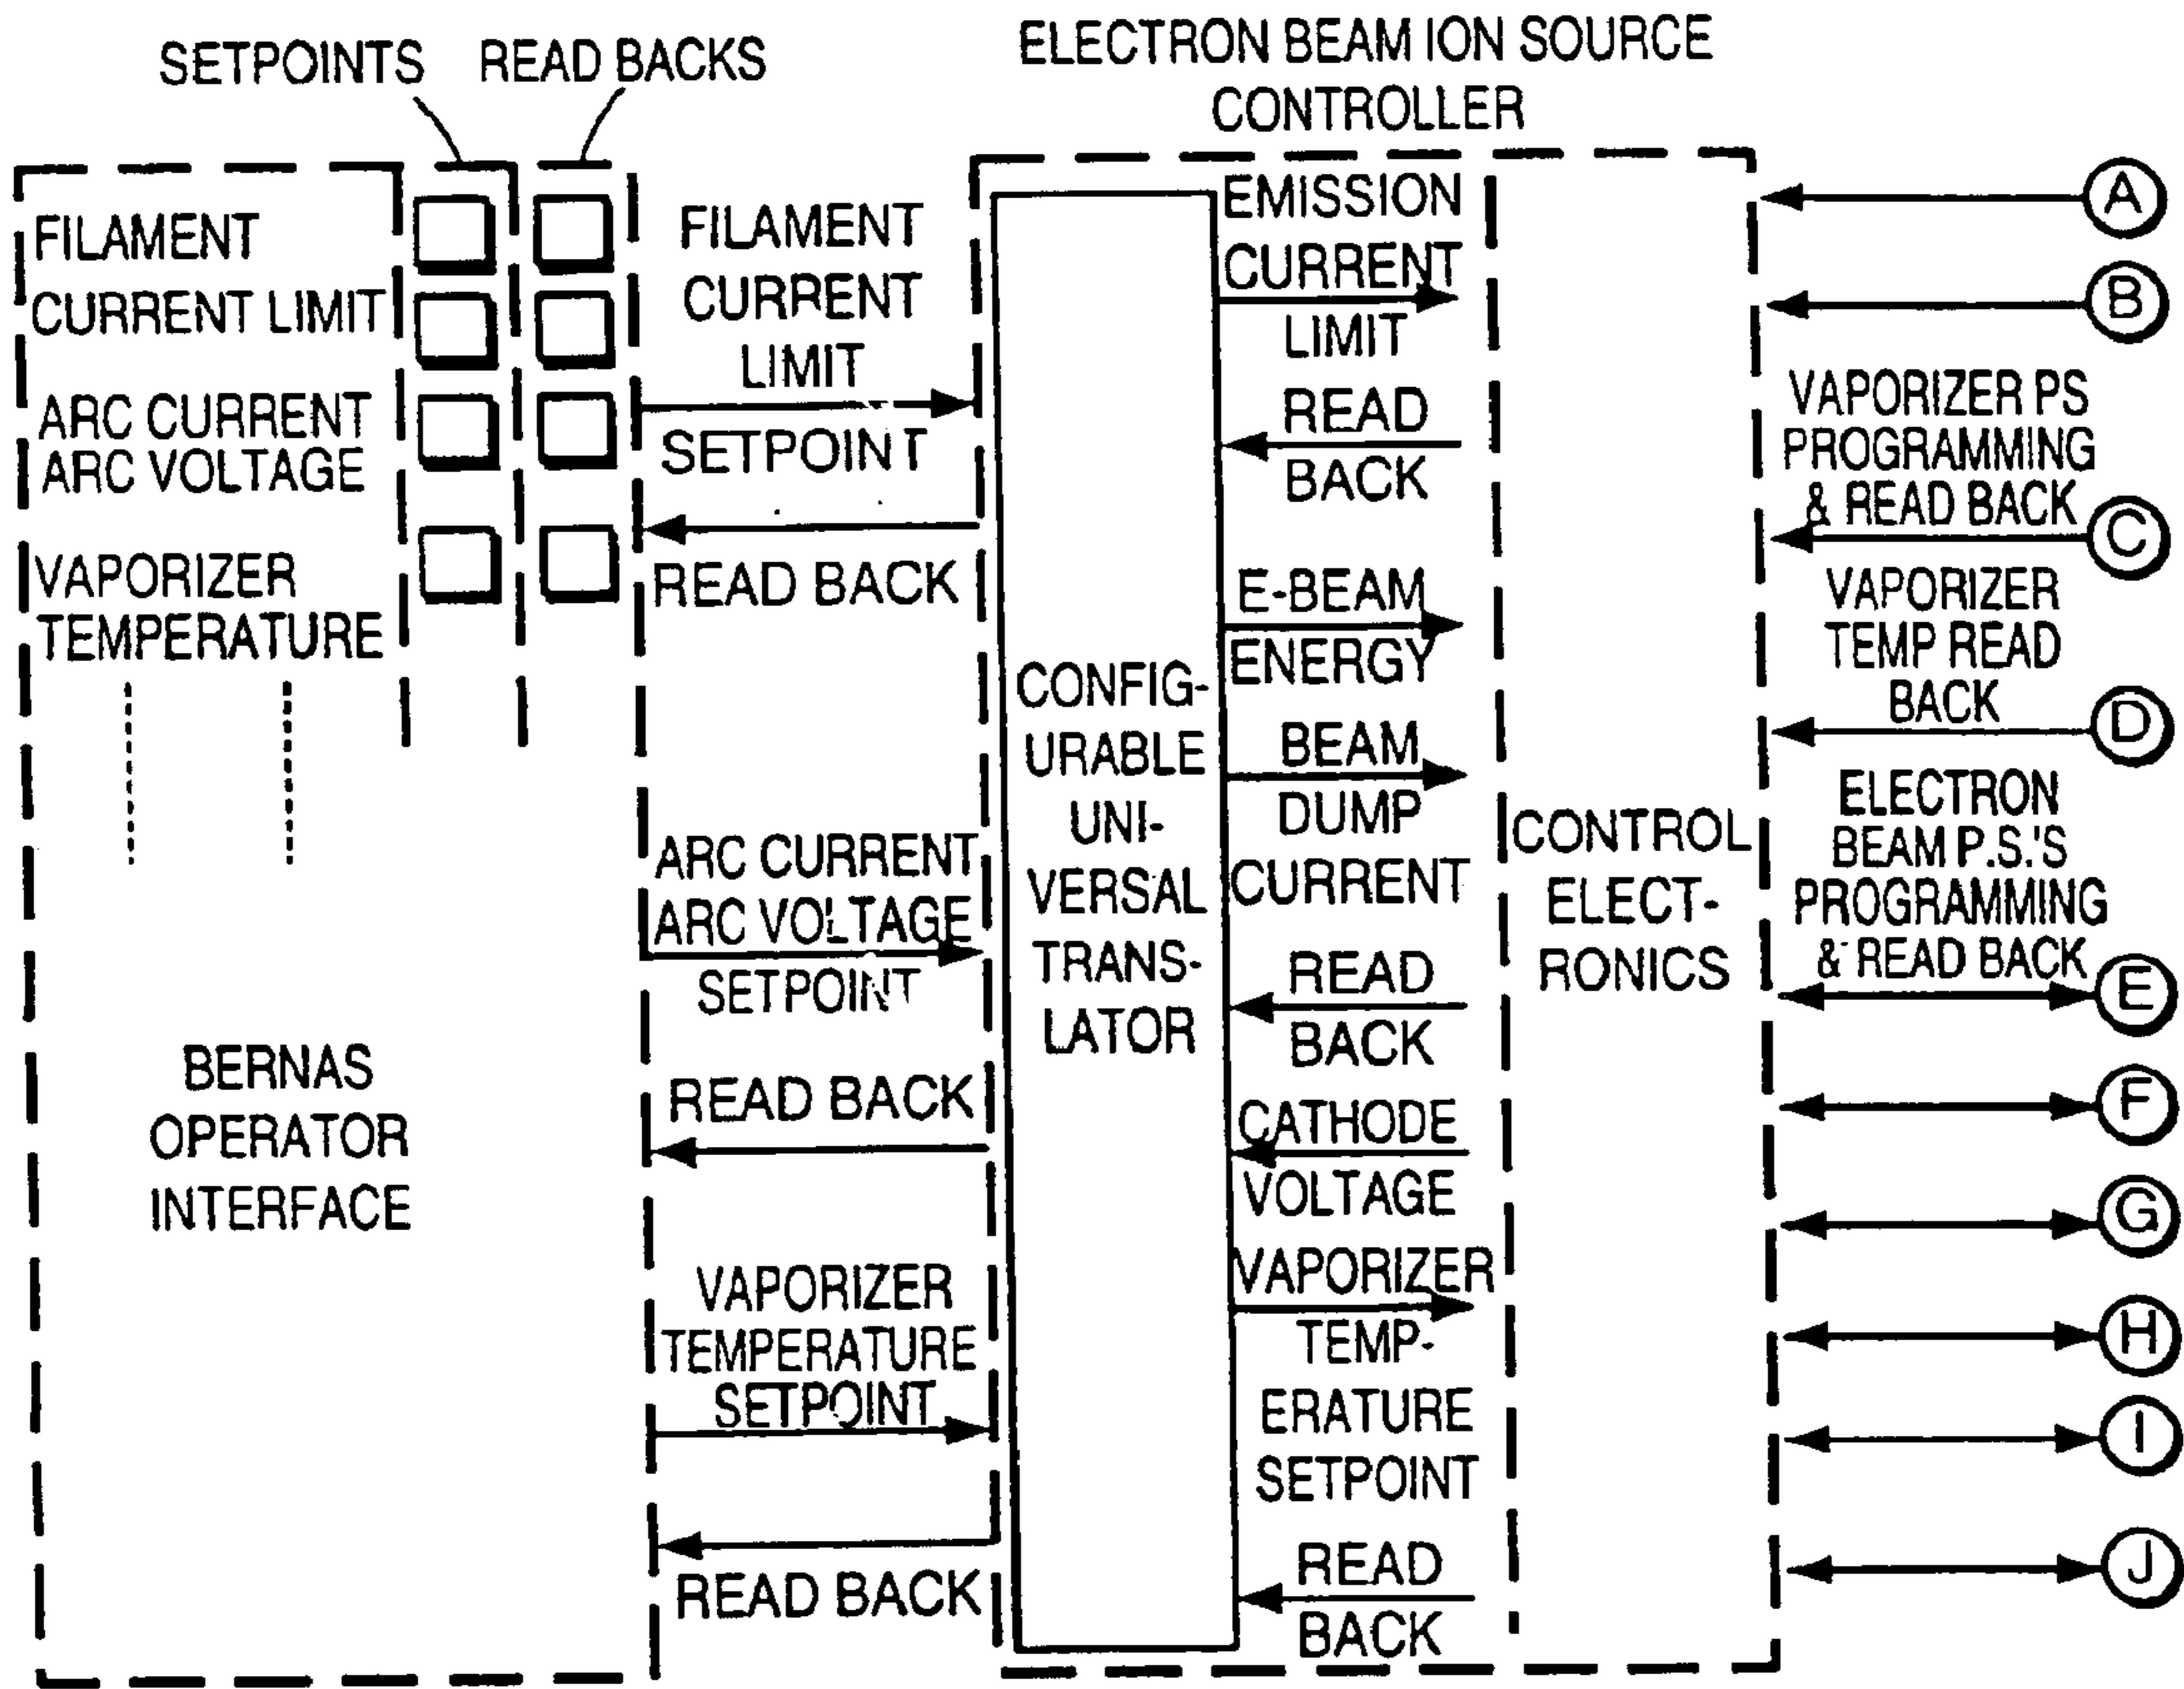 SETPOINTS
READ BACKS
ELECTRON BEAM ION SOURCE
CONTROLLER
FILAMENT
CURRENT LIMIT
ARC CURRENT
ARC VOLTAGE
VAPORIZER
TEMPERATURE
BERNAS
OPERATOR
INTERFACE
FILAMENT
CURRENT
LIMIT
SETPOINT
READ BACK
ARC CURRENT
ARC VOLTAGE
SETPOINT
READ BACK
VAPORIZER
TEMPERATURE
SETPOINT
READ BACK
CONFIG-
URABLE
UNI-
VERSAL
TRANS-
LATOR
EMISSION
CURRENT
LIMIT
READ
BACK
E-BEAM
ENERGY
BEAM
DUMP
CURRENT
READ
BACK
CATHODE
VOLTAGE
VAPORIZER
TEMP-
ERATURE
SETPOINT
READ
BACK
CONTROL
ELECT-
RONICS
A
B
VAPORIZER PS
PROGRAMMING
& READ BACK
C
VAPORIZER
TEMP READ
BACK
D
ELECTRON
BEAM P.S.'S
PROGRAMMING
& READ BACK
E
F
G
H
I
J